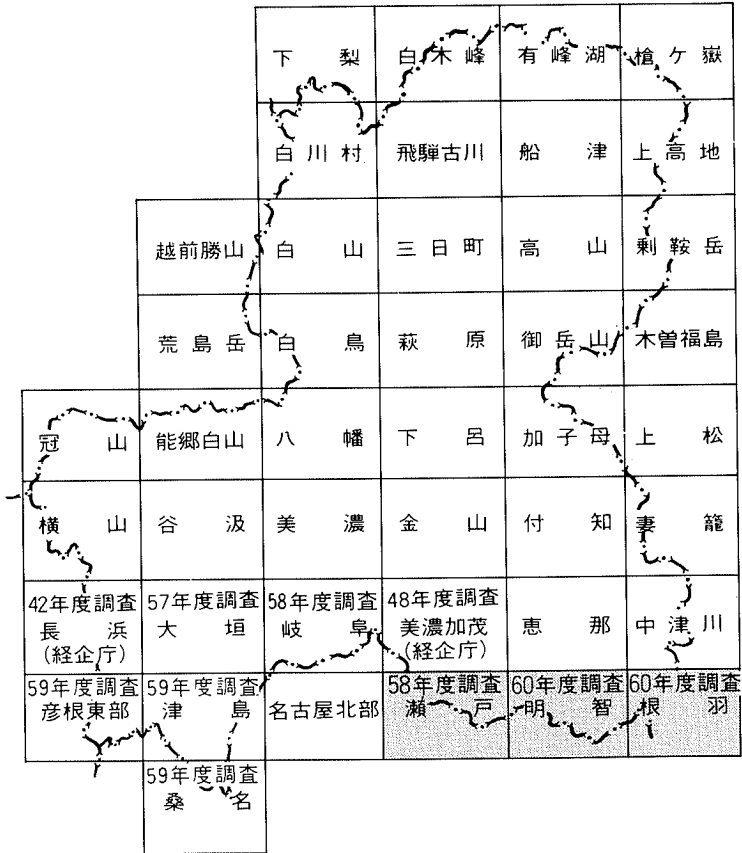 下梨
白木峰
有峰湖
槍ケ嶽
白川村
飛騨古川
船津
上高地
越前勝山
白山
三日町
高山
剰鞍岳
荒島岳
白鳥
萩原
御岳山
木曽福島
冠山
能郷白山
八幡
下呂
加子母
上松
横山
谷汲
美濃
金山
付知
妻籠
42年度調査
長浜
(経企庁)
57年度調査
大垣
58年度調査
岐阜
48年度調査
美濃加茂
(経企庁)
恵那
中津川
59年度調査
彦根東部
59年度調査
津島
名古屋北部
58年度調査
瀬戸
60年度調査
明智
60年度調査
根羽
59年度調査
桑名